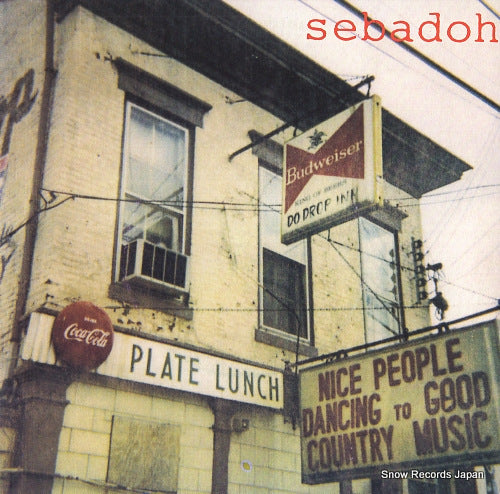 sebadoh
Budweiser
KING OF BEERS
DO DROP INN
DRINK
Coca-Cola
PLATE LUNCH
NICE PEOPLE
DANCING TO GOOD
COUNTRY MUSIC
Snow Records Japan